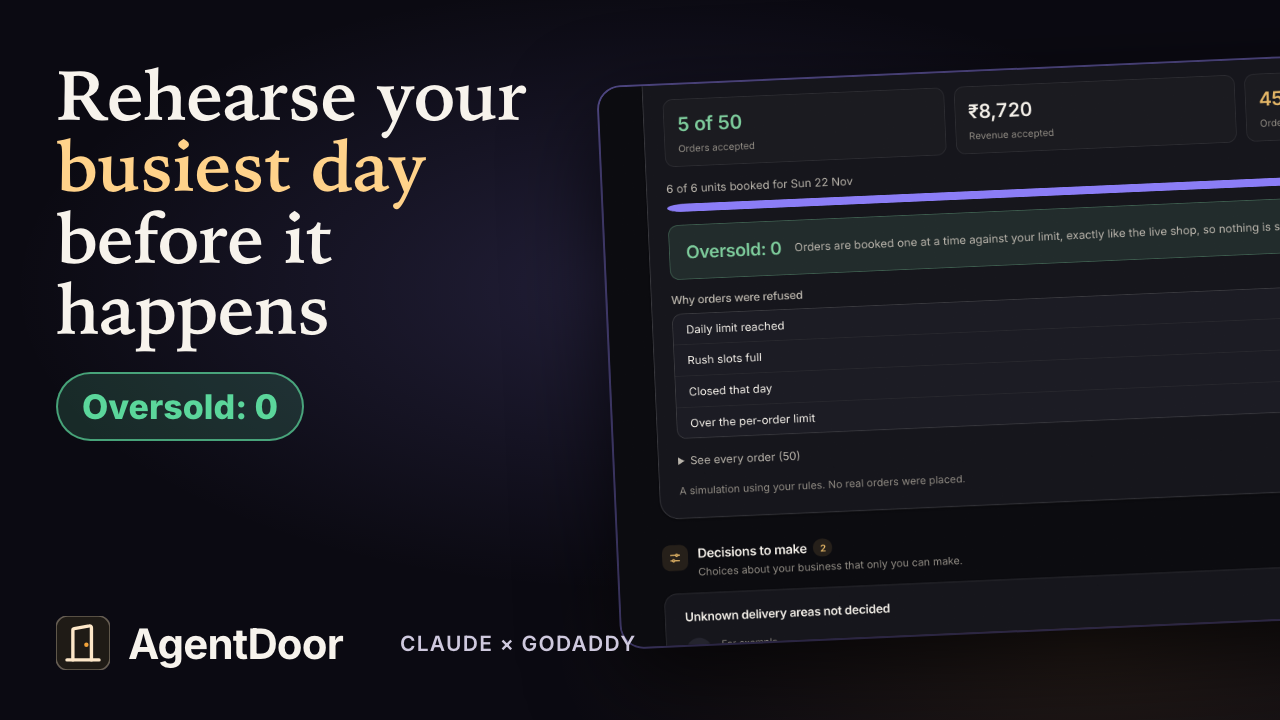 Rehearse your
busiest day
before it
happens
Oversold: 0
AgentDoor
CLAUDE × GODADDY
5 of 50
Orders accepted
₹8,720
Revenue accepted
45
6 of 6 units booked for Sun 22 Nov
Oversold: 0
Orders are booked one at a time against your limit, exactly like the live shop, so nothing is s
Why orders were refused
Daily limit reached
Rush slots full
Closed that day
Over the per-order limit
▶ See every order (50)
A simulation using your rules. No real orders were placed.
Decisions to make 2
Choices about your business that only you can make.
Unknown delivery areas not decided